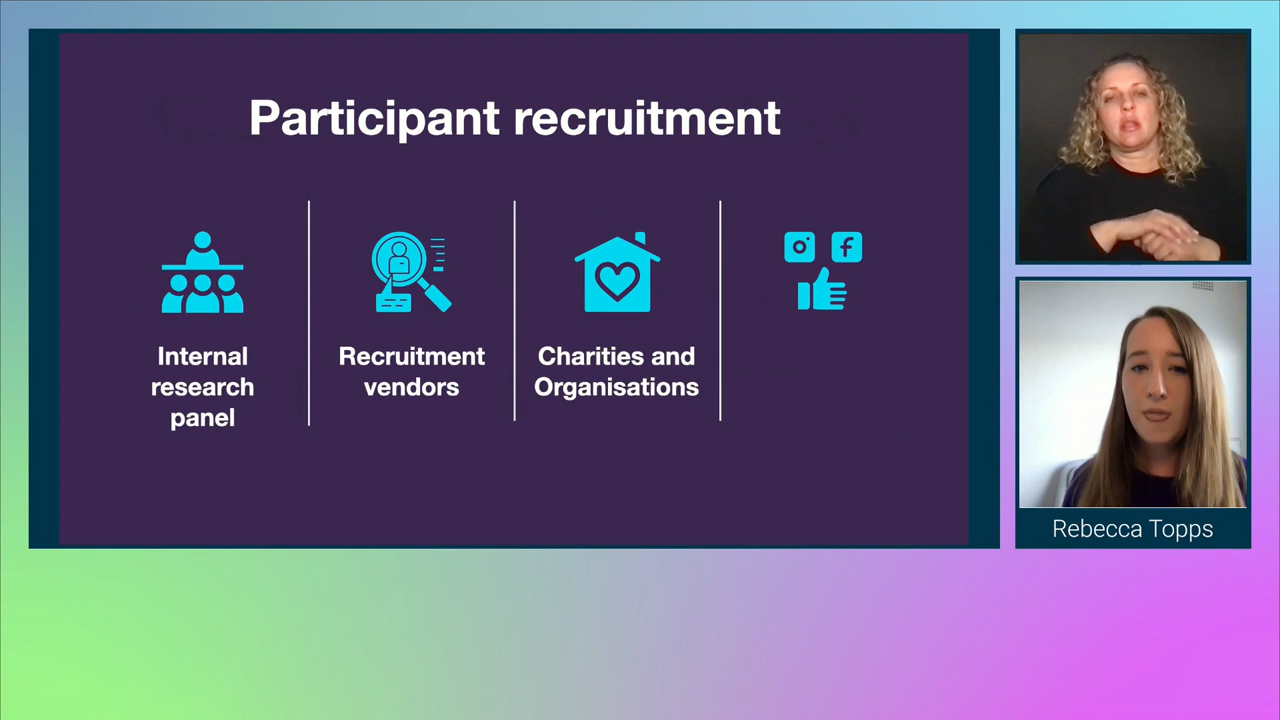 Participant recruitment
Internal
research
panel
Recruitment
vendors
Charities and
Organisations
Rebecca Topps